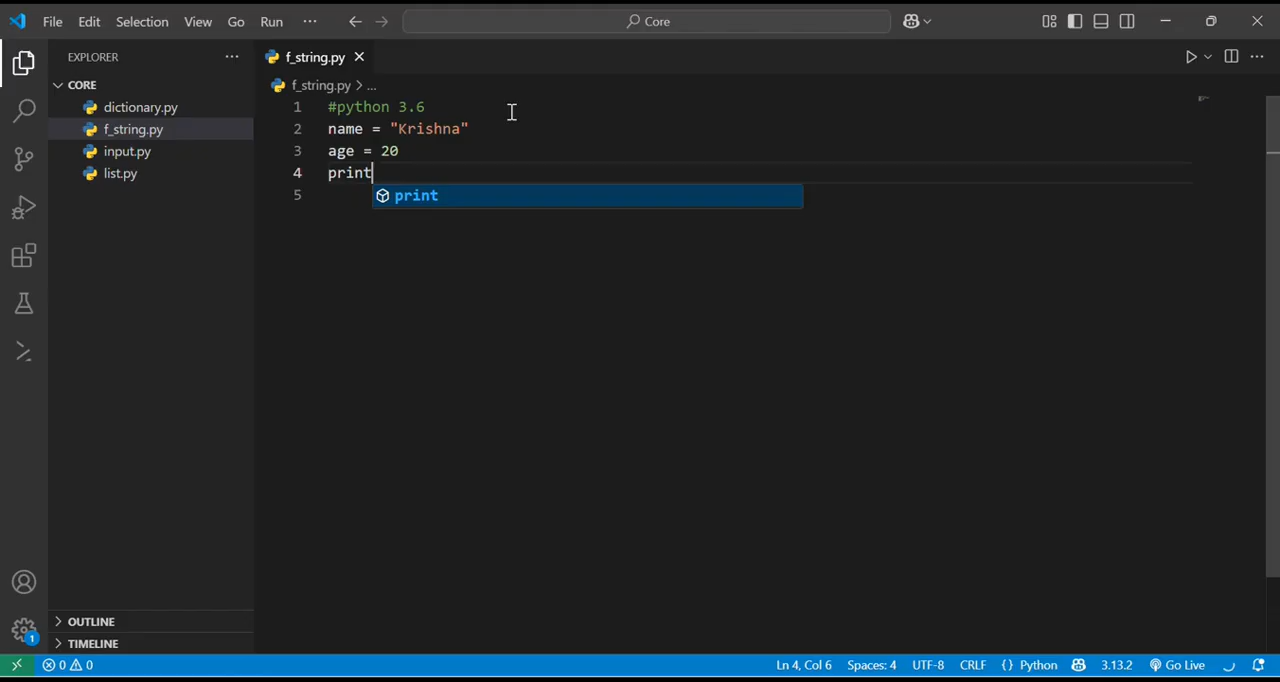 File Edit Selection View Go Run ··· Core
EXPLORER ···
CORE
dictionary.py
f_string.py
input.py
list.py
OUTLINE
TIMELINE
f_string.py
f_string.py > ...
1 #python 3.6
2 name = "Krishna"
3 age = 20
4 print
5
print
1
0 0 Ln 4, Col 6 Spaces: 4 UTF-8 CRLF {} Python 3.13.2 Go Live